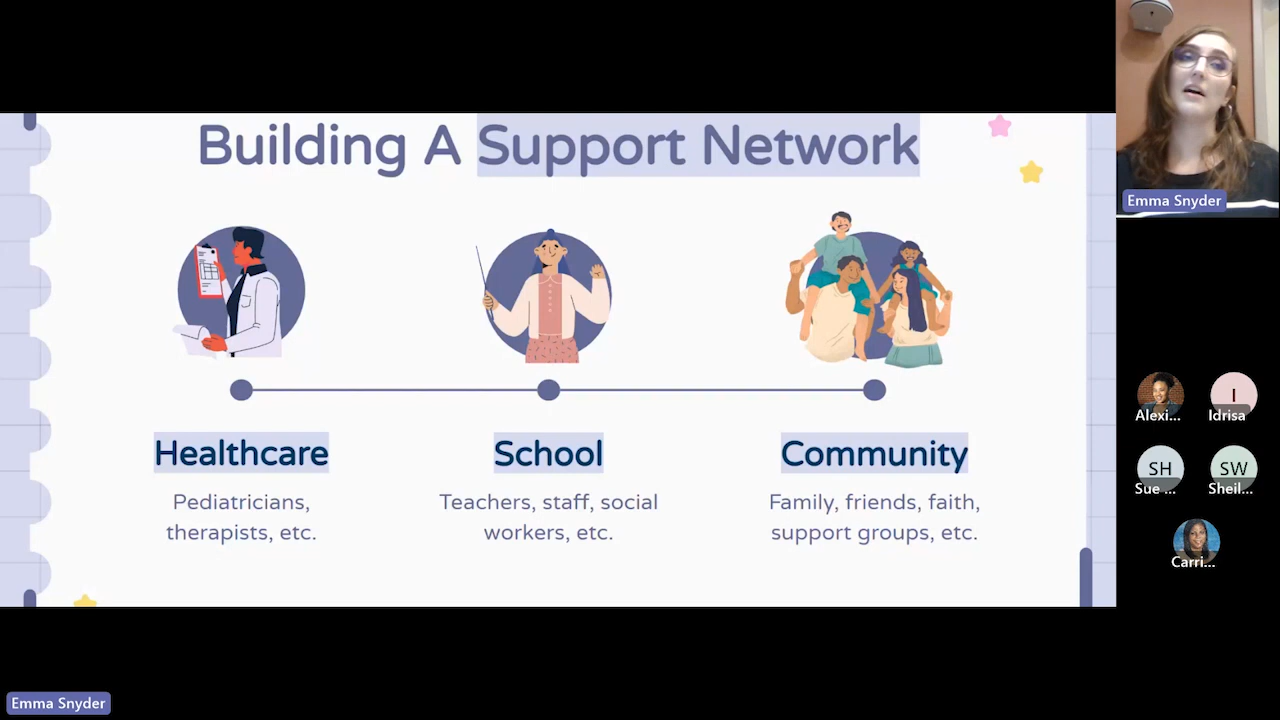 Building A Support Network
Healthcare
Pediatricians,
therapists, etc.
School
Teachers, staff, social
workers, etc.
Community
Family, friends, faith,
support groups, etc.
Emma Snyder
Alexi...
I
Idrisa
SH
Sue ...
SW
Sheil...
Carri...
Emma Snyder